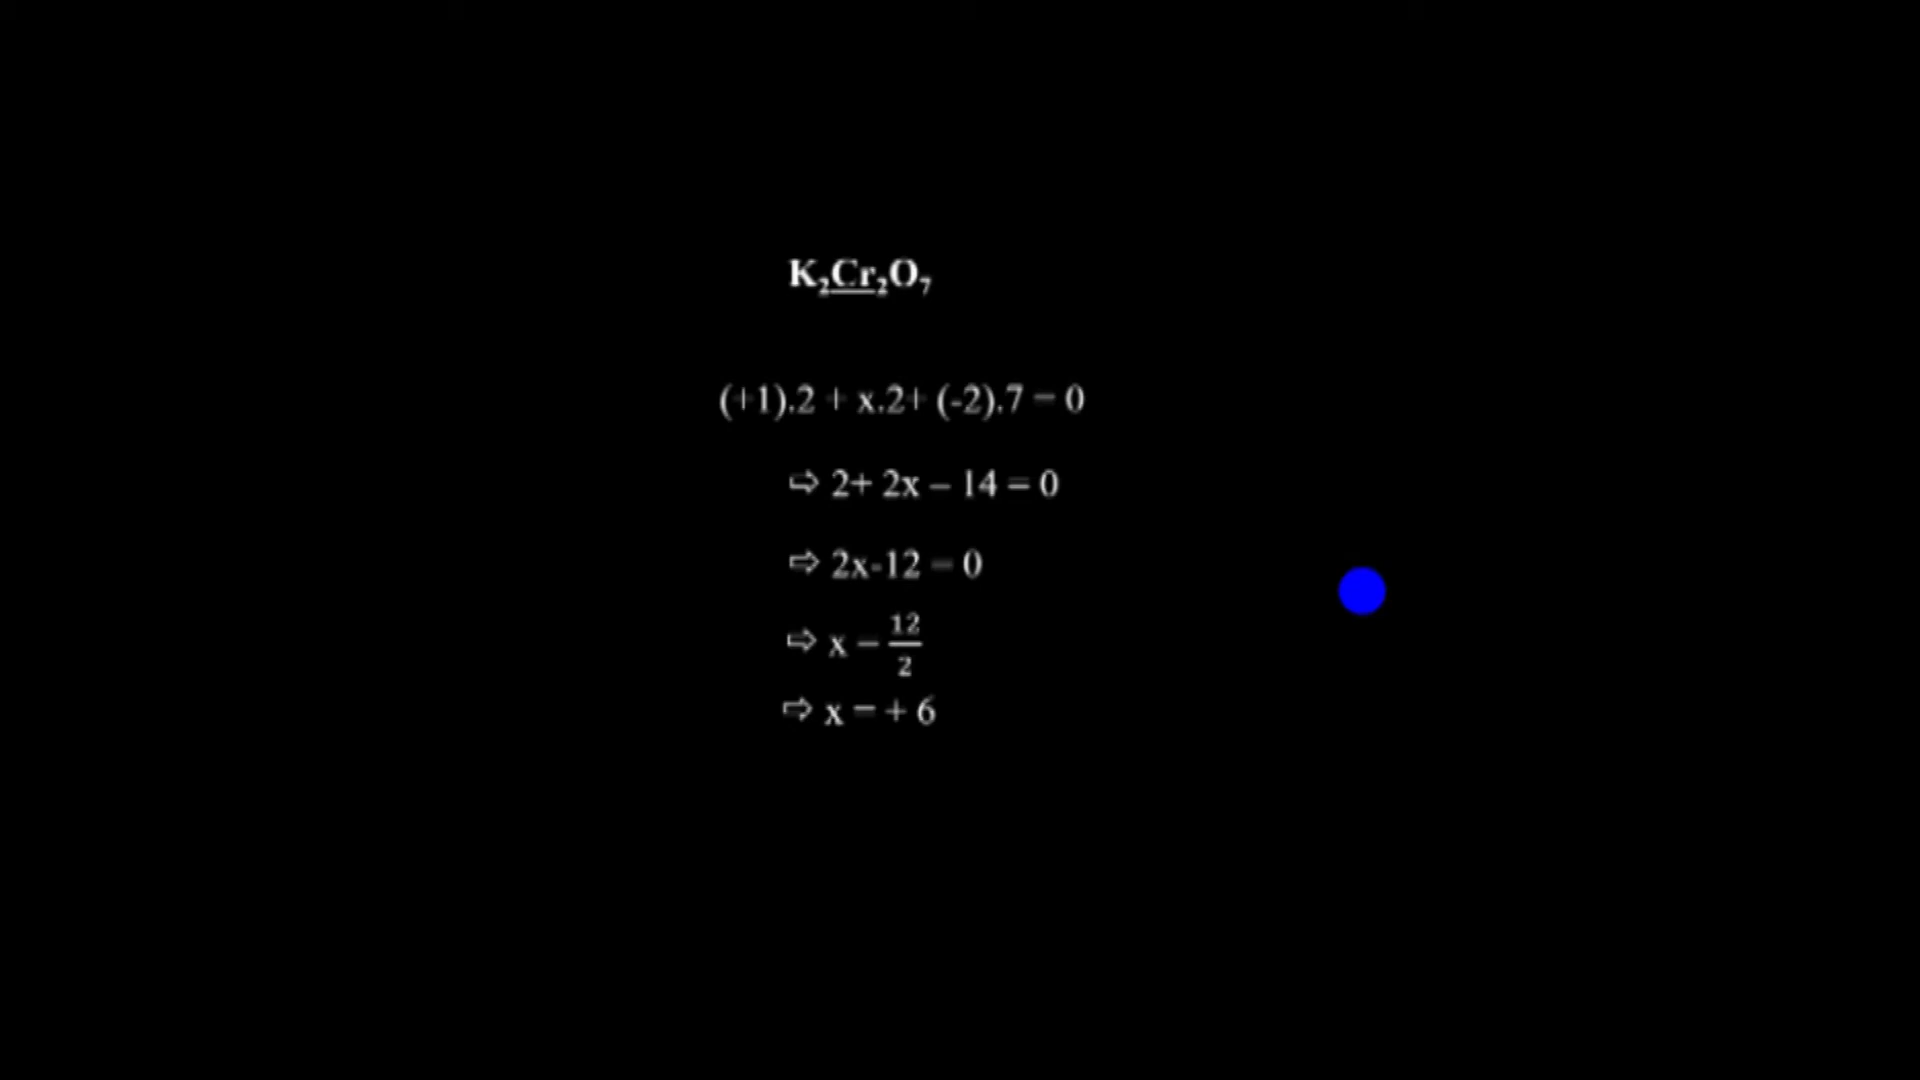 K₂Cr₂O₇
(+1).2 + x.2+ (-2).7 = 0
⇨ 2+ 2x – 14 = 0
⇨ 2x-12 = 0
⇨ x = 12/2
⇨ x = + 6